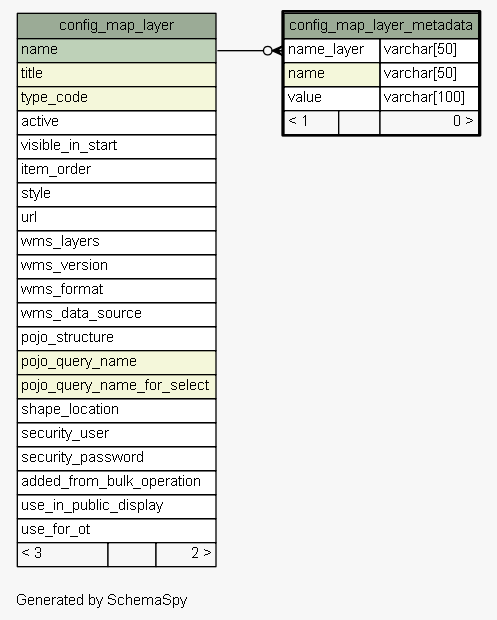 config_map_layer
name
title
type_code
active
visible_in_start
item_order
style
url
wms_layers
wms_version
wms_format
wms_data_source
pojo_structure
pojo_query_name
pojo_query_name_for_select
shape_location
security_user
security_password
added_from_bulk_operation
use_in_public_display
use_for_ot
< 3 2 >
config_map_layer_metadata
name_layer varchar[50]
name varchar[50]
value varchar[100]
< 1 0 >
Generated by SchemaSpy